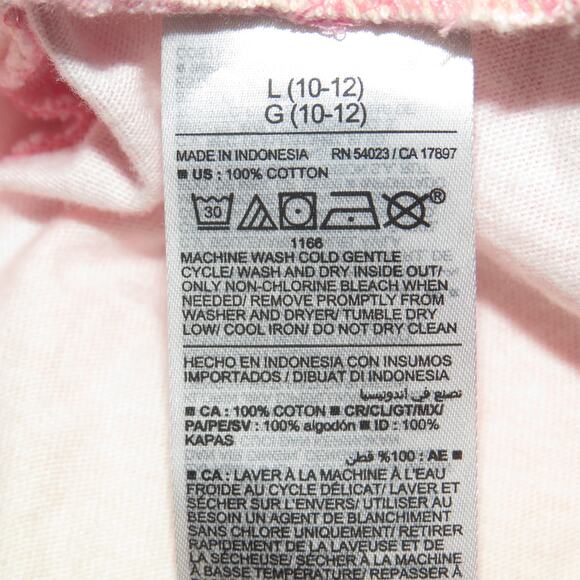 L (10-12)
G (10-12)
MADE IN INDONESIA RN 54023 / CA 17897
■ US : 100% COTTON
30
®
1166
MACHINE WASH COLD GENTLE
CYCLE/ WASH AND DRY INSIDE OUT/
ONLY NON-CHLORINE BLEACH WHEN
NEEDED/ REMOVE PROMPTLY FROM
WASHER AND DRYER/ TUMBLE DRY
LOW/ COOL IRON/ DO NOT DRY CLEAN
HECHO EN INDONESIA CON INSUMOS
IMPORTADOS / DIBUAT DI INDONESIA
تصنيع في اندونيسيا
■ CA : 100% COTON ■ CR/CL/GT/MX/
PA/PE/SV : 100% algodón ■ ID : 100%
KAPAS
■ AE : 100% قطن
■ CA : LAVER À LA MACHINE À L'EAU
FROIDE AU CYCLE DÉLICAT/ LAVER ET
SÉCHER SUR L'ENVERS/ UTILISER AU
BESOIN UN AGENT DE BLANCHIMENT
SANS CHLORE UNIQUEMENT/ RETIRER
RAPIDEMENT DE LA LAVEUSE ET DE
LA SÉCHEUSE/ SÉCHER À LA MACHINE
À BASSE TEMPÉRATURE/ REPASSER À